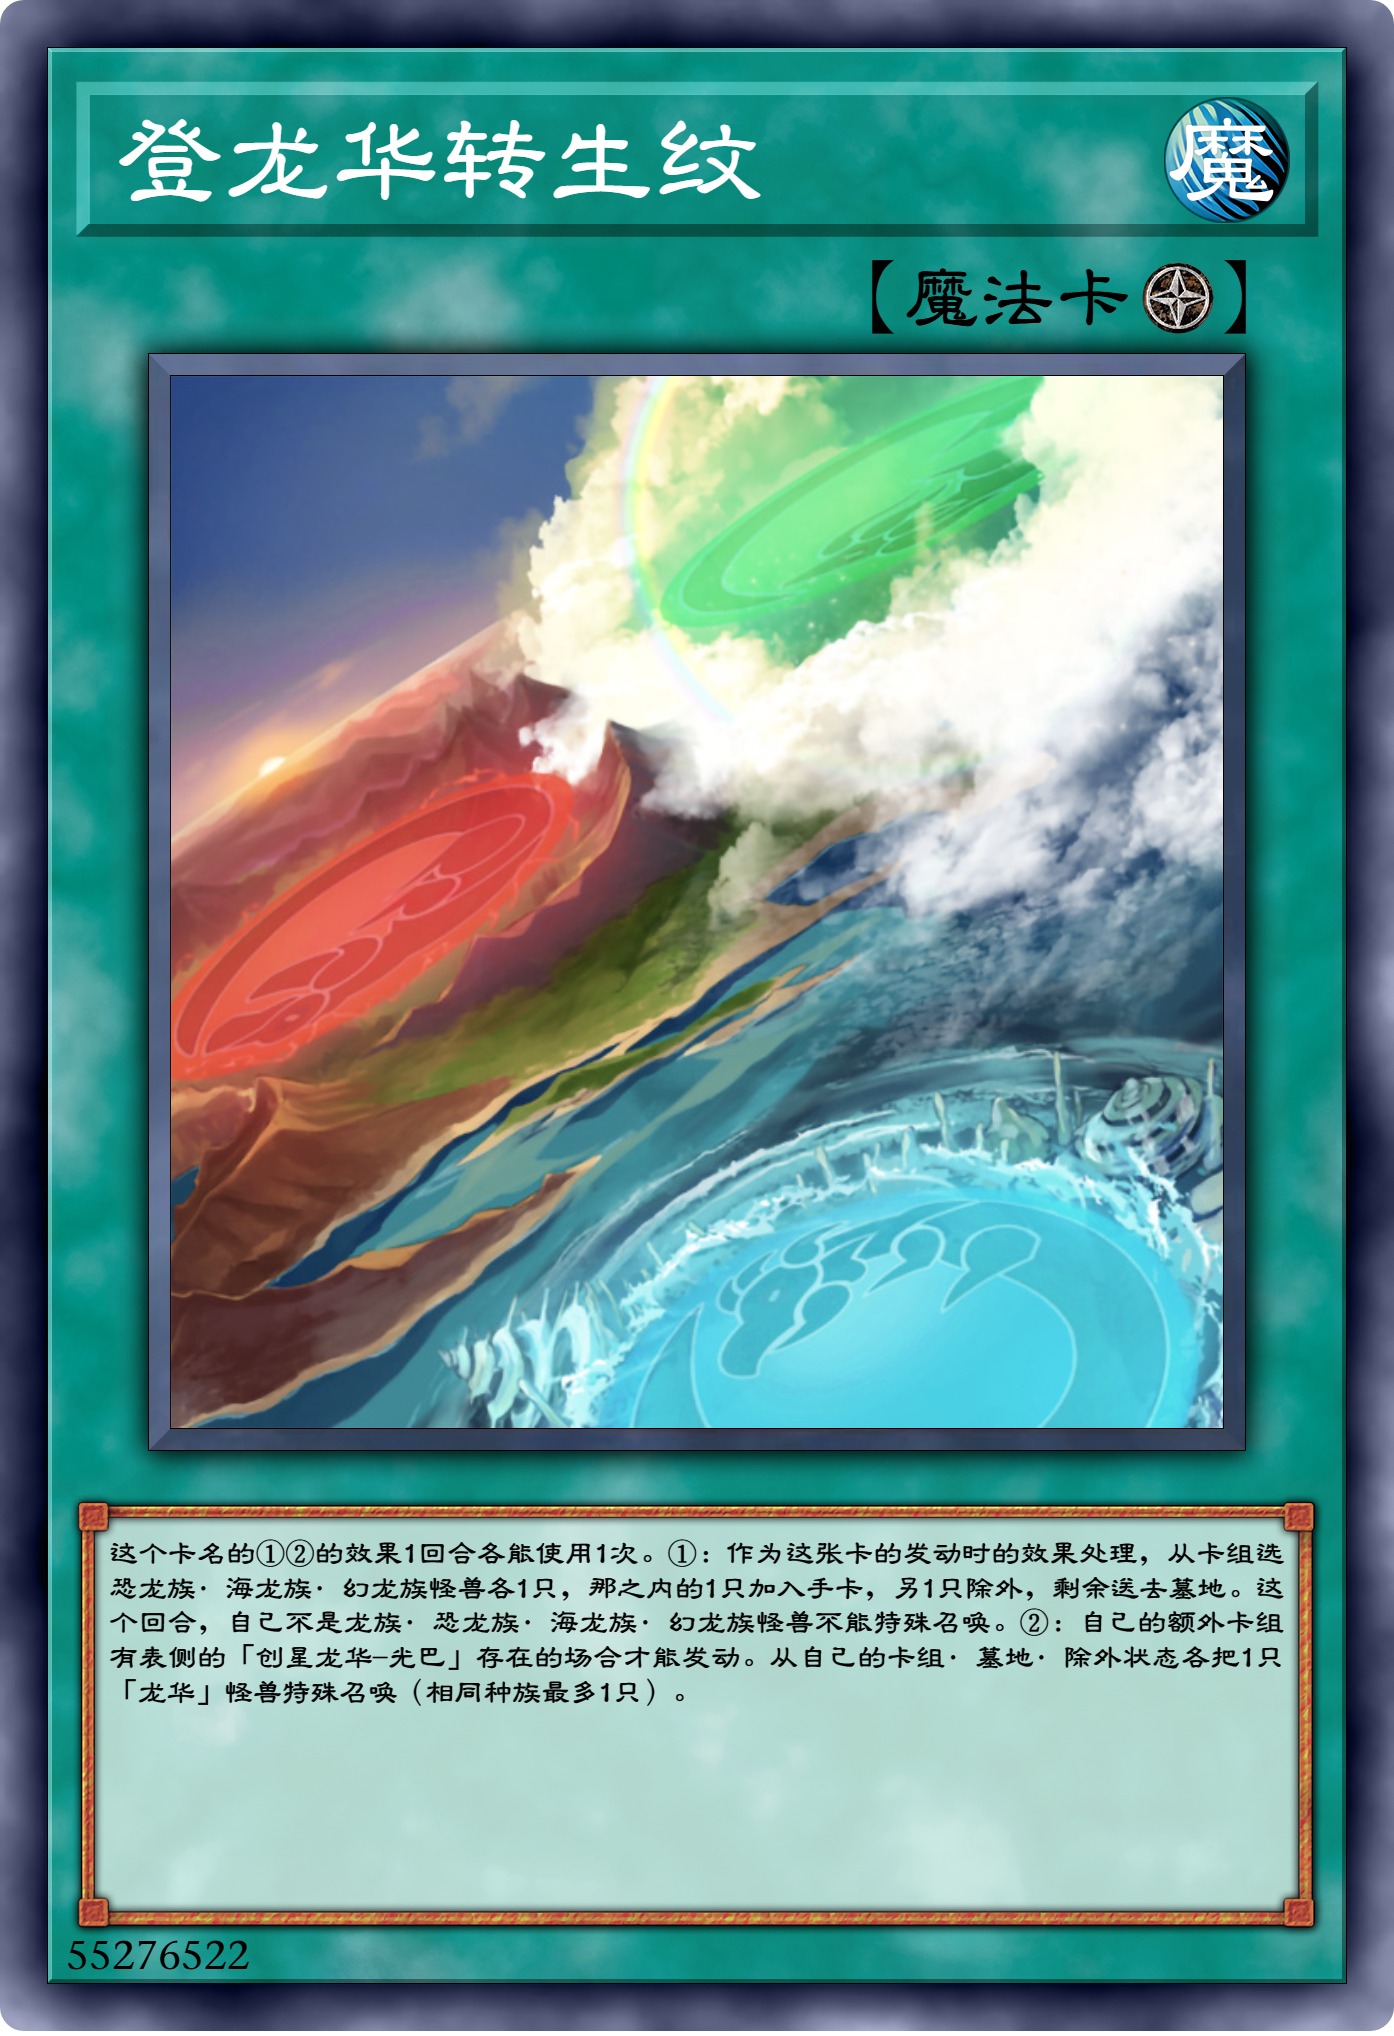 登龙华转生纹
魔
【魔法卡】
这个卡名的①②的效果1回合各能使用1次。①：作为这张卡的发动时的效果处理，从卡组选
恐龙族·海龙族·幻龙族怪兽各1只，那之内的1只加入手卡，另1只除外，剩余送去墓地。这
个回合，自己不是龙族·恐龙族·海龙族·幻龙族怪兽不能特殊召唤。②：自己的额外卡组
有表侧的「创星龙华-光巴」存在的场合才能发动。从自己的卡组·墓地·除外状态各把1只
「龙华」怪兽特殊召唤（相同种族最多1只）。
55276522